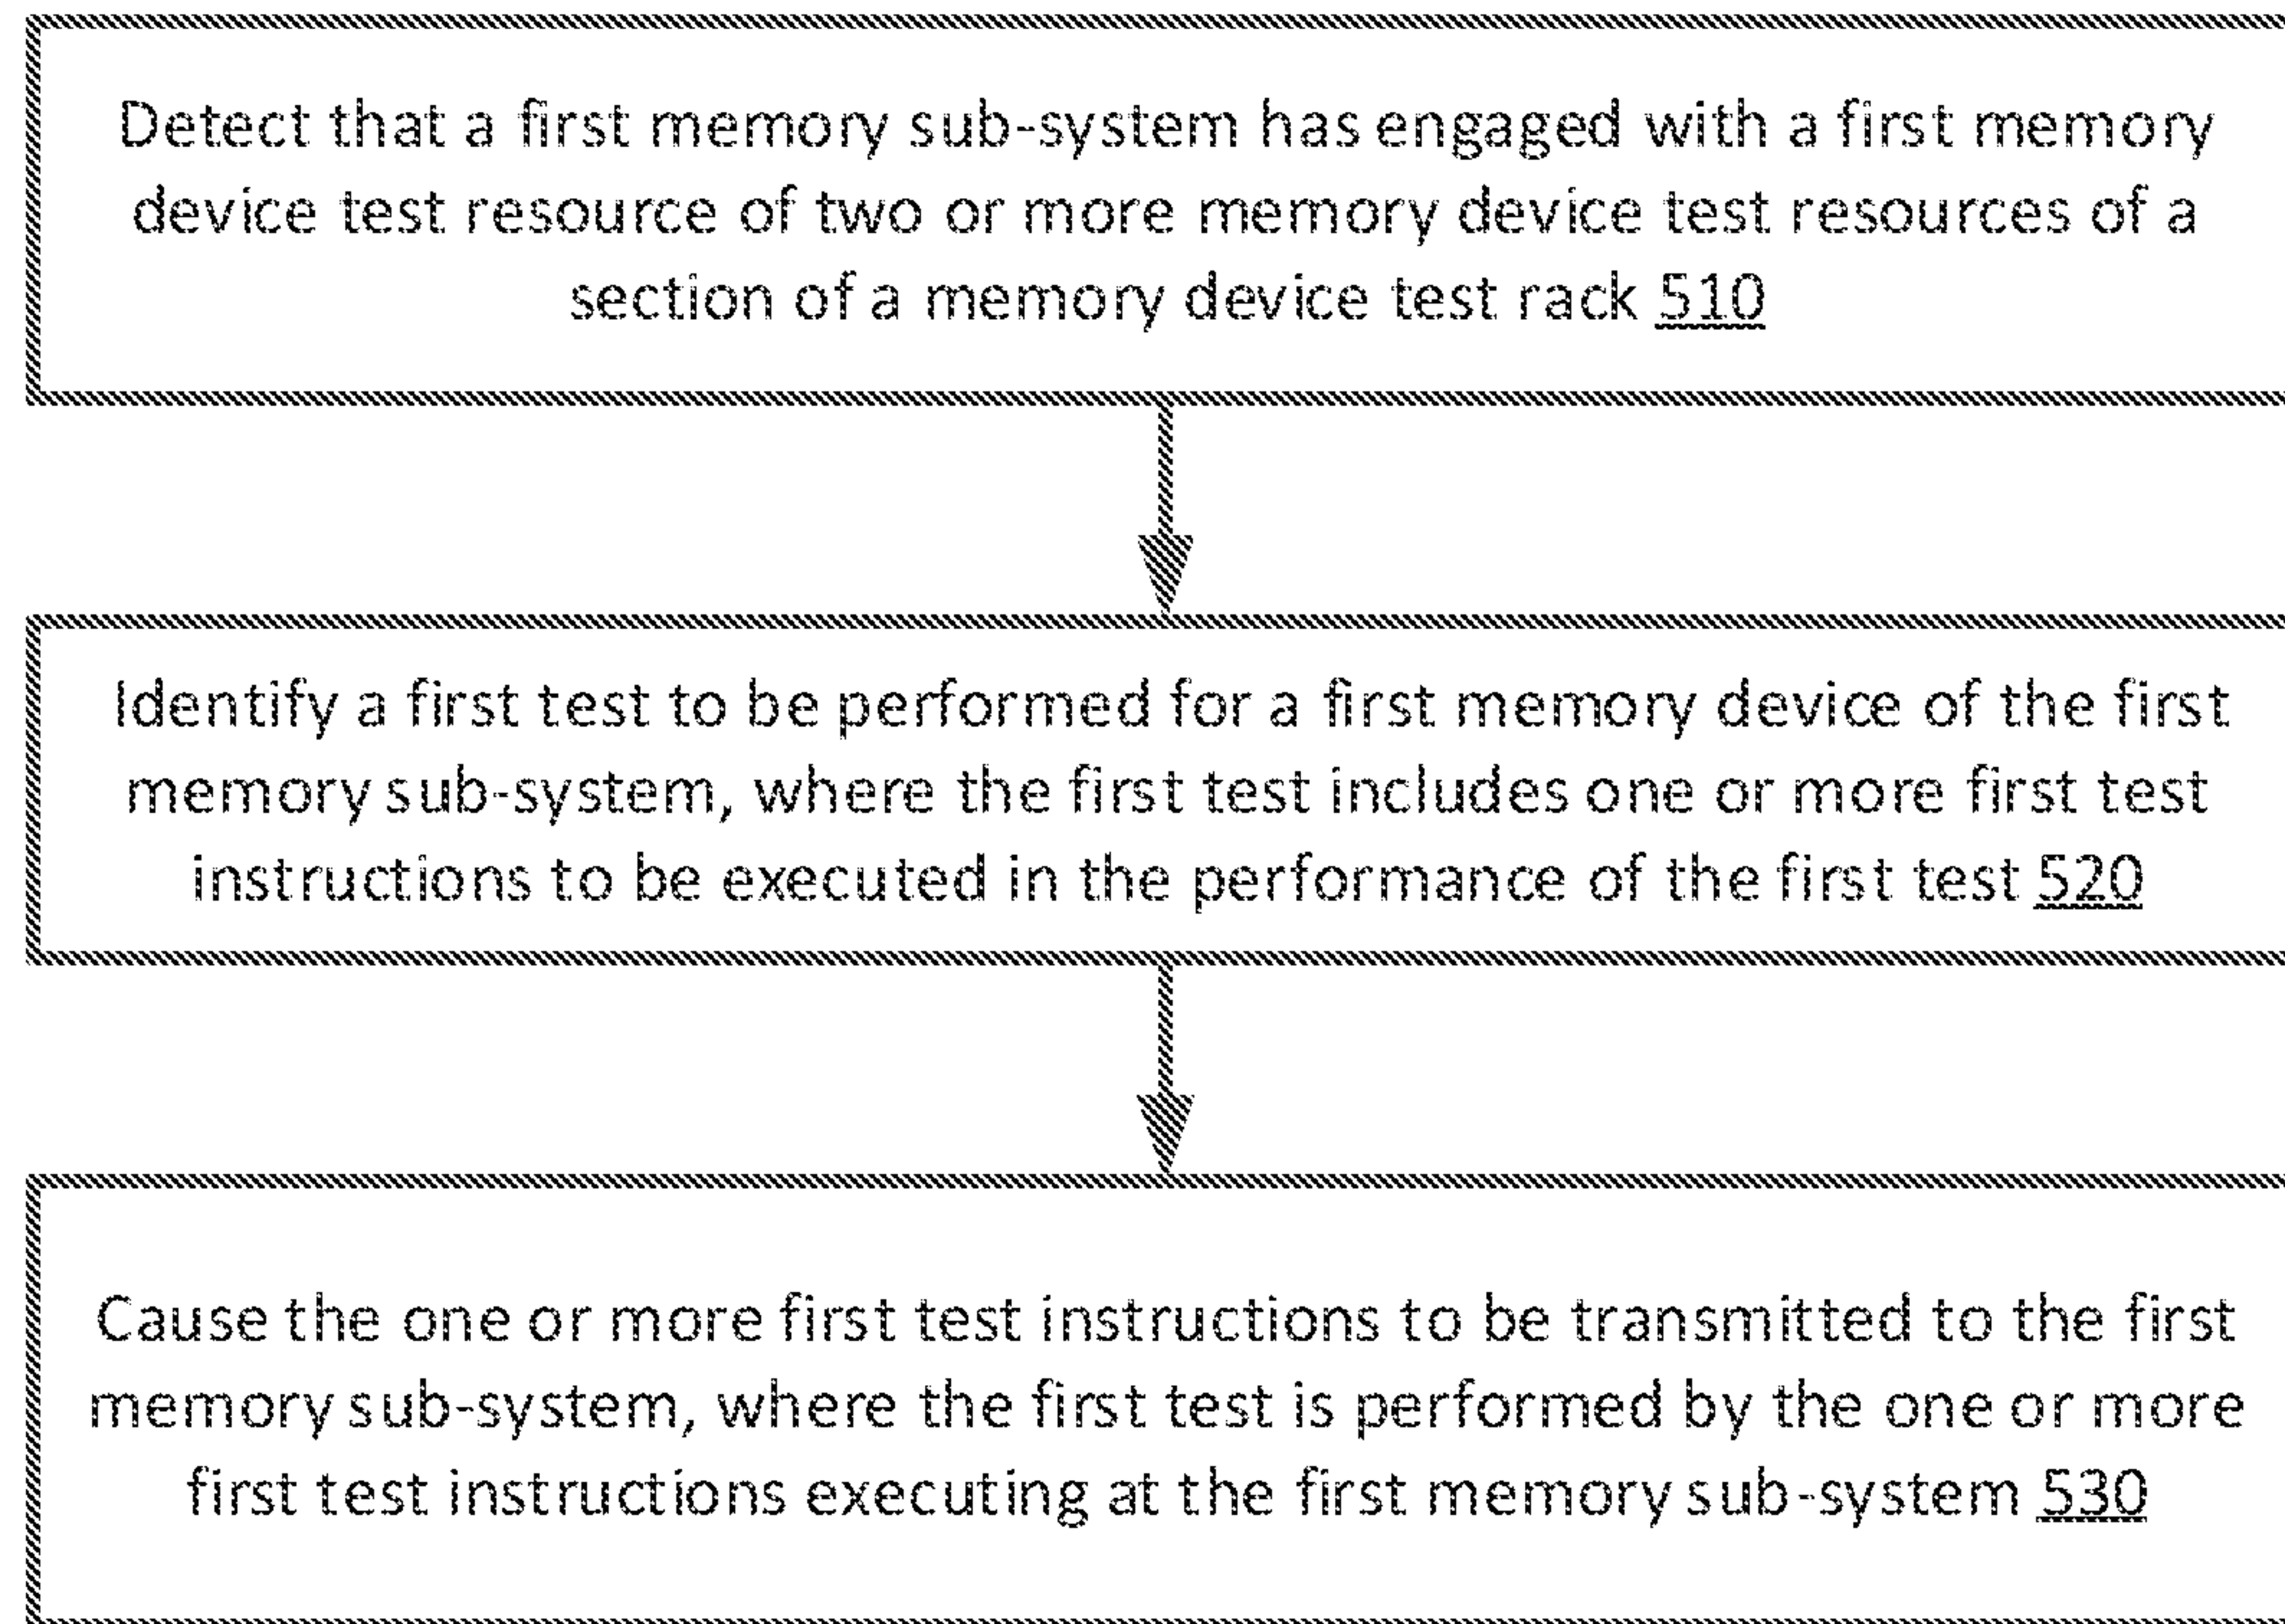 Detect that a first memory sub-system has engaged with a first memory
device test resource of two or more memory device test resources of a
section of a memory device test rack 510
Identify a first test to be performed for a first memory device of the first
memory sub-system, where the first test includes one or more first test
instructions to be executed in the performance of the first test 520
Cause the one or more first test instructions to be transmitted to the first
memory sub-system, where the first test is performed by the one or more
first test instructions executing at the first memory sub-system 530